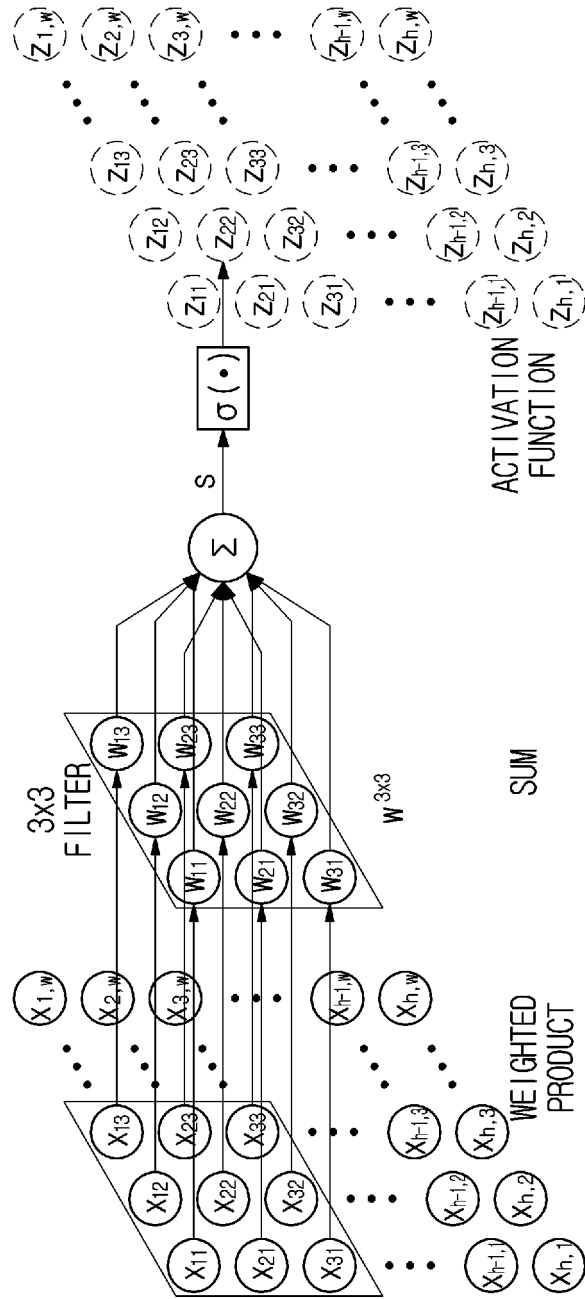 X1,w X2,w X3,w Xh-1,w Xh,w
X13 X23 X33 Xh-1,3 Xh,3
X12 X22 X32 Xh-1,2 Xh,2
X11 X21 X31 Xh-1,1 Xh,1
WEIGHTED
PRODUCT
3x3
FILTER
W13 W23 W33
W12 W22 W32
W11 W21 W31
W 3x3
SUM
Σ
S
σ(•)
ACTIVATION
FUNCTION
Z1,w Z2,w Z3,w Zh-1,w Zh,w
Z13 Z23 Z33 Zh-1,3 Zh,3
Z12 Z22 Z32 Zh-1,2 Zh,2
Z11 Z21 Z31 Zh-1,1 Zh,1